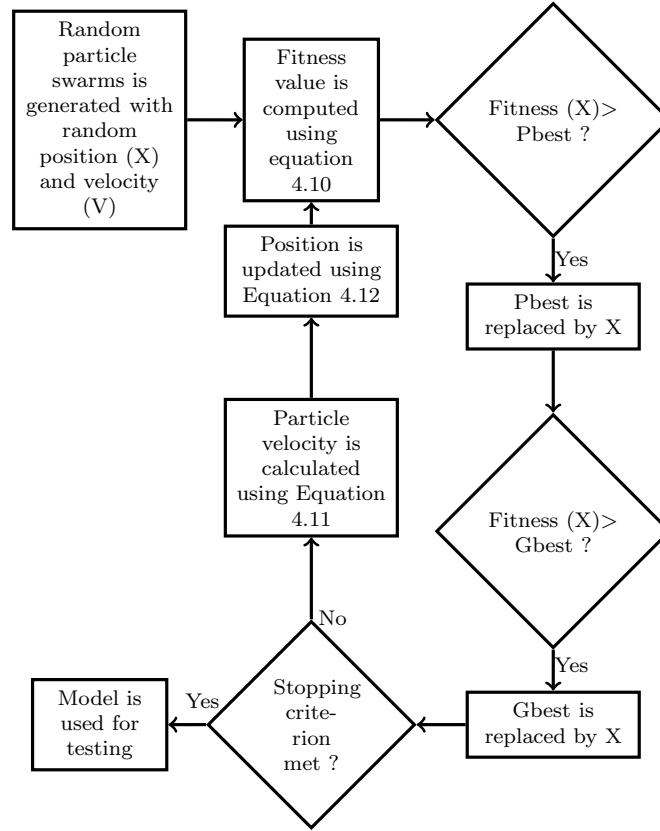 Random
particle
swarms is
generated with
random
position (X)
and velocity
(V)
Fitness
value is
computed
using
equation
4.10
Fitness (X)>
Pbest ?
Yes
Pbest is
replaced by X
Fitness (X)>
Gbest ?
Yes
Gbest is
replaced by X
Stopping
crite-
rion
met ?
Yes
Model is
used for
testing
No
Particle
velocity is
calculated
using Equation
4.11
Position is
updated using
Equation 4.12